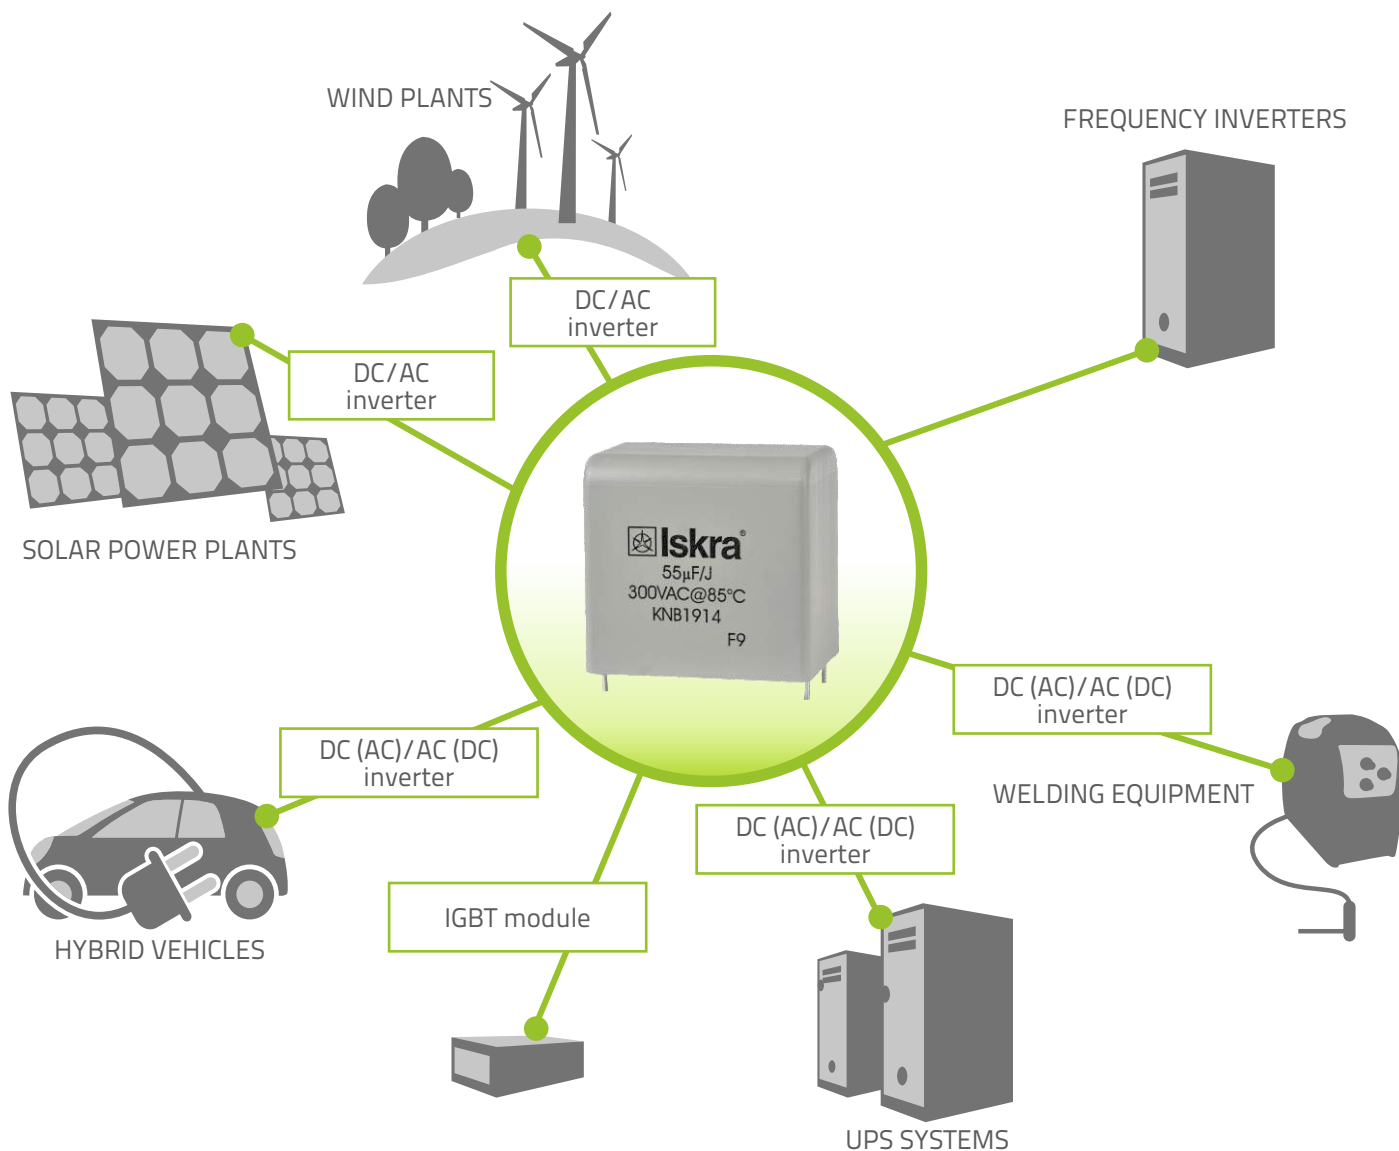 WIND PLANTS
FREQUENCY INVERTERS
DC/AC
inverter
DC/AC
inverter
SOLAR POWER PLANTS
Iskra®
55µF/J
300VAC@85°C
KNB1914
F9
DC (AC)/AC (DC)
inverter
DC (AC)/AC (DC)
inverter
WELDING EQUIPMENT
DC (AC)/AC (DC)
inverter
HYBRID VEHICLES
IGBT module
UPS SYSTEMS